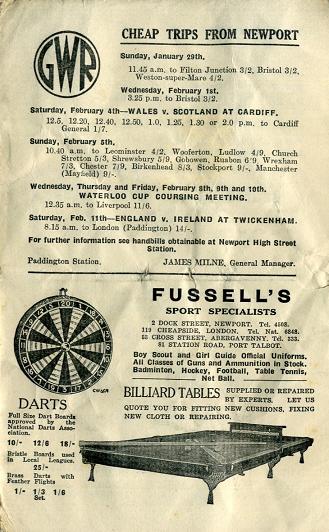 GWR
CHEAP TRIPS FROM NEWPORT
Sunday, January 29th.
11.45 a.m. to Filton Junction 3/2, Bristol 3/2,
Weston-super-Mare 4/2.
Wednesday, February 1st.
3.25 p.m. to Bristol 3/2.
Saturday, February 4th—WALES v. SCOTLAND AT CARDIFF.
12.5, 12.20, 12.40, 12.50, 1.0, 1.25, 1.30 or 2.0 p.m. to Cardiff
General 1/7.
Sunday, February 5th.
10.40 a.m. to Leominster 4/2, Wooferton, Ludlow 4/9, Church
Stretton 5/3, Shrewsbury 5/9, Gobowen, Ruabon 6/9, Wrexham
7/3, Chester 7/9, Birkenhead 8/3, Stockport 9/-, Manchester
(Mayfield) 9/-.
Wednesday, Thursday and Friday, February 8th, 9th and 10th.
WATERLOO CUP COURSING MEETING.
12.35 a.m. to Liverpool 11/6.
Saturday, Feb. 11th—ENGLAND v. IRELAND AT TWICKENHAM.
8.15 a.m. to London (Paddington) 14/-.
For further information see handbills obtainable at Newport High Street
Station.
Paddington Station. JAMES MILNE, General Manager.
FUSSELL'S
SPORT SPECIALISTS
2 DOCK STREET, NEWPORT. Tel. 4508.
119 CHEAPSIDE, LONDON. Tel. Nat. 6848.
53 CROSS STREET, ABERGAVENNY. Tel. 333.
81 STATION ROAD, PORT TALBOT.
Boy Scout and Girl Guide Official Uniforms.
All Classes of Guns and Ammunition in Stock.
Badminton, Hockey, Football, Table Tennis,
Net Ball.
DARTS
Full Size Dart Boards
approved by the
National Darts Asso-
ciation.
10/- 12/6 18/-
Bristle Boards used
in Local Leagues.
25/-
Brass Darts with
Feather Flights
1/- 1/3 1/6
Set.
BILLIARD TABLES SUPPLIED OR REPAIRED
BY EXPERTS. LET US
QUOTE YOU FOR FITTING NEW CUSHIONS, FIXING
NEW CLOTH OR REPAIRING.